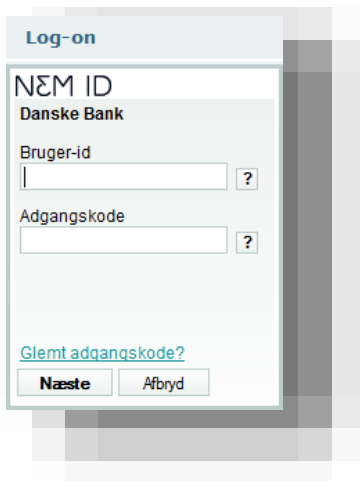 Log-on
NEM ID
Danske Bank
Bruger-id
?
Adgangskode
?
Glemt adgangskode?
Næste Afbryd